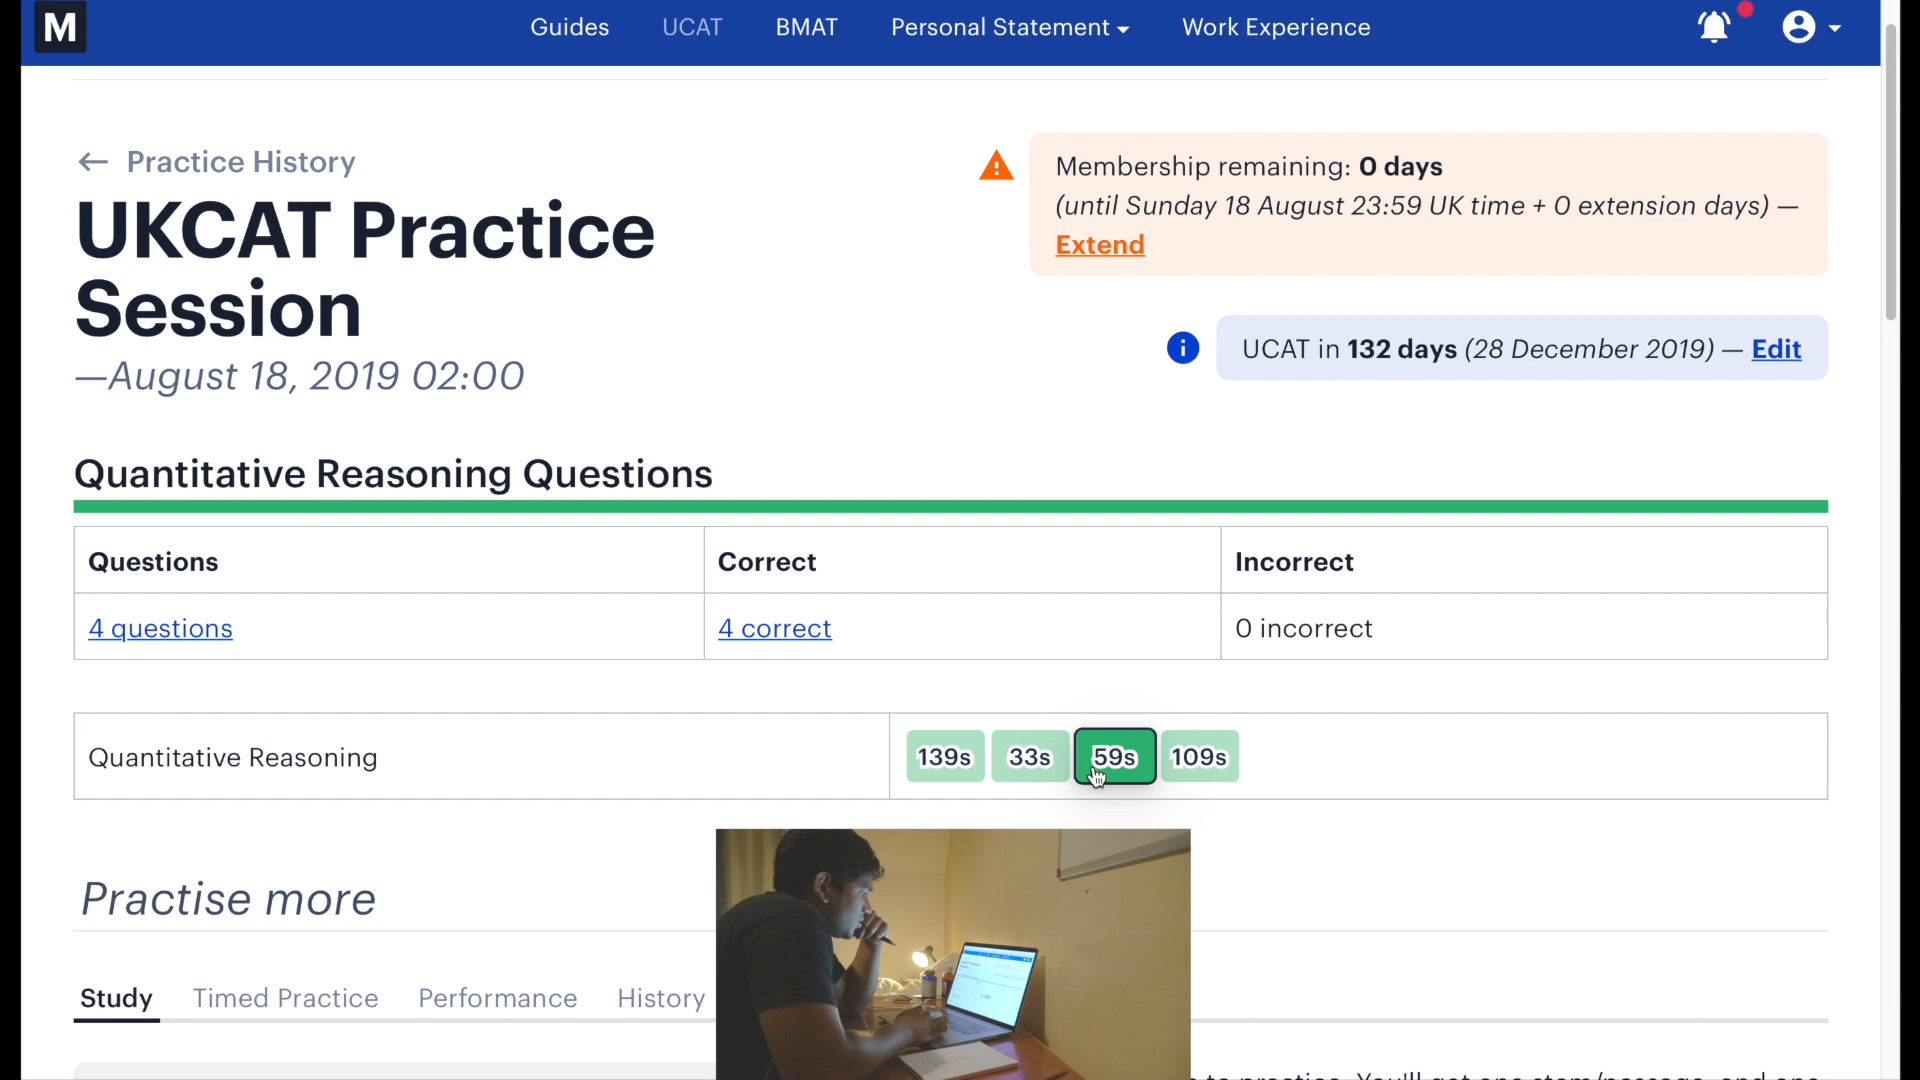 M
Guides
UCAT
BMAT
Personal Statement
Work Experience
← Practice History
UKCAT Practice
Session
—August 18, 2019 02:00
Membership remaining: 0 days
(until Sunday 18 August 23:59 UK time + 0 extension days) —
Extend
UCAT in 132 days (28 December 2019) — Edit
Quantitative Reasoning Questions
Questions
Correct
Incorrect
4 questions
4 correct
0 incorrect
Quantitative Reasoning
139s
33s
59s
109s
Practise more
Study
Timed Practice
Performance
History